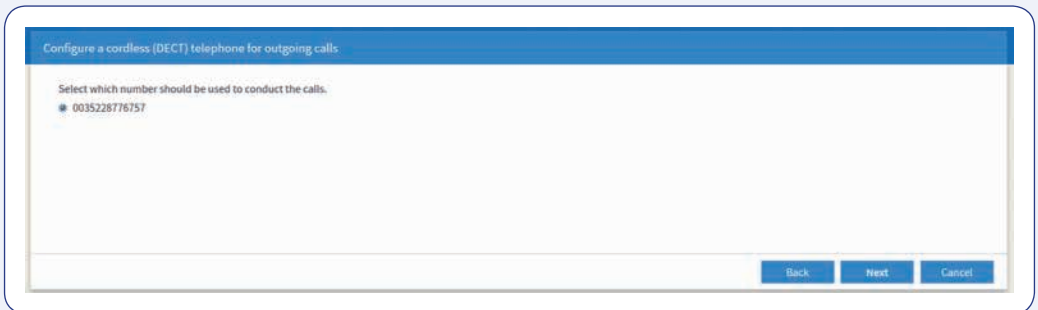 Configure a cordless (DECT) telephone for outgoing calls
Select which number should be used to conduct the calls.
0035228776757
Back Next Cancel